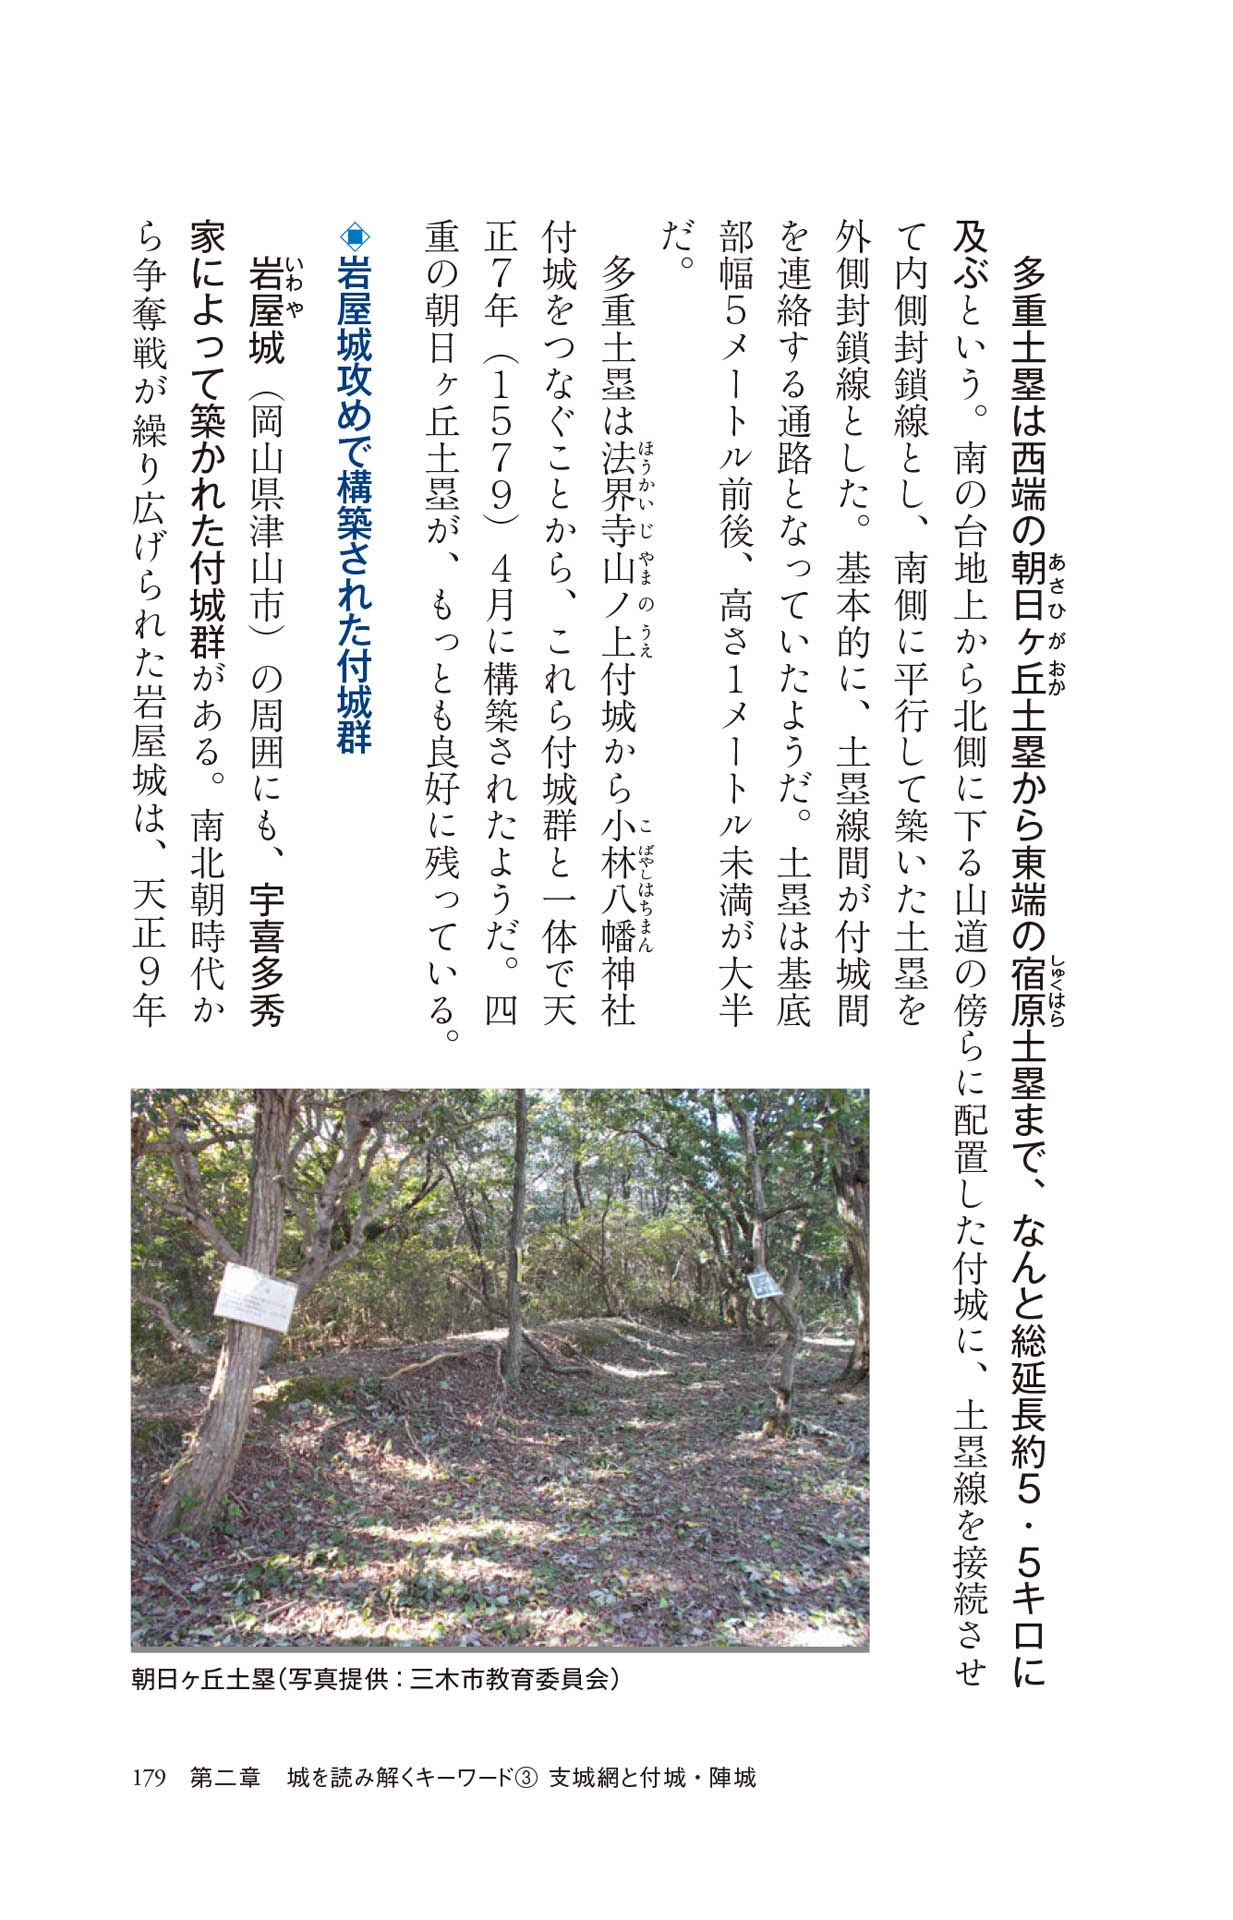 多重土塁は西端の朝日ヶ丘土塁から東端の宿原土塁まで、なんと総延長約5・5キロに
及ぶという。南の台地上から北側に下る山道の傍らに配置した付城に、土塁線を接続させ
て内側封鎖線とし、南側に平行して築いた土塁を
外側封鎖線とした。基本的に、土塁線間が付城間
を連絡する通路となっていたようだ。土塁は基底
部幅5メートル前後、高さ1メートル未満が大半
だ。
多重土塁は法界寺山ノ上付城から小林八幡神社
付城をつなぐことから、これら付城群と一体で天
正7年（1579）4月に構築されたようだ。四
重の朝日ヶ丘土塁が、もっとも良好に残っている。
◈岩屋城攻めで構築された付城群
岩屋城（岡山県津山市）の周囲にも、宇喜多秀
家によって築かれた付城群がある。南北朝時代か
ら争奪戦が繰り広げられた岩屋城は、天正9年
あさひがおか
しゅくはら
ほうかいじやまのうえ
こばやしはちまん
いわや
朝日ヶ丘土塁（写真提供：三木市教育委員会）
179 第二章 城を読み解くキーワード③ 支城網と付城・陣城